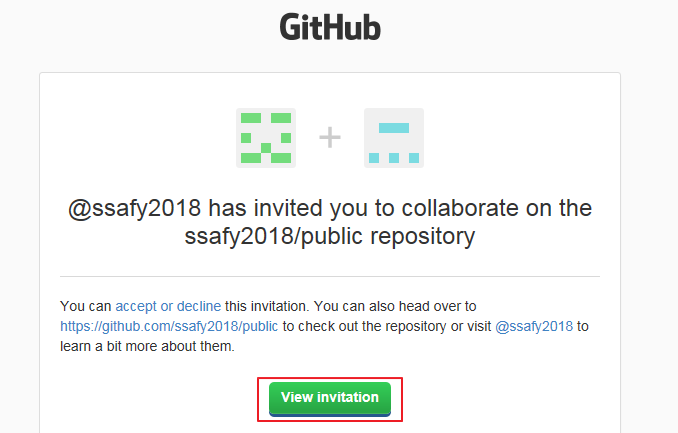 GitHub
@ssafy2018 has invited you to collaborate on the
ssafy2018/public repository
You can accept or decline this invitation. You can also head over to
https://github.com/ssafy2018/public to check out the repository or visit @ssafy2018 to
learn a bit more about them.
View invitation